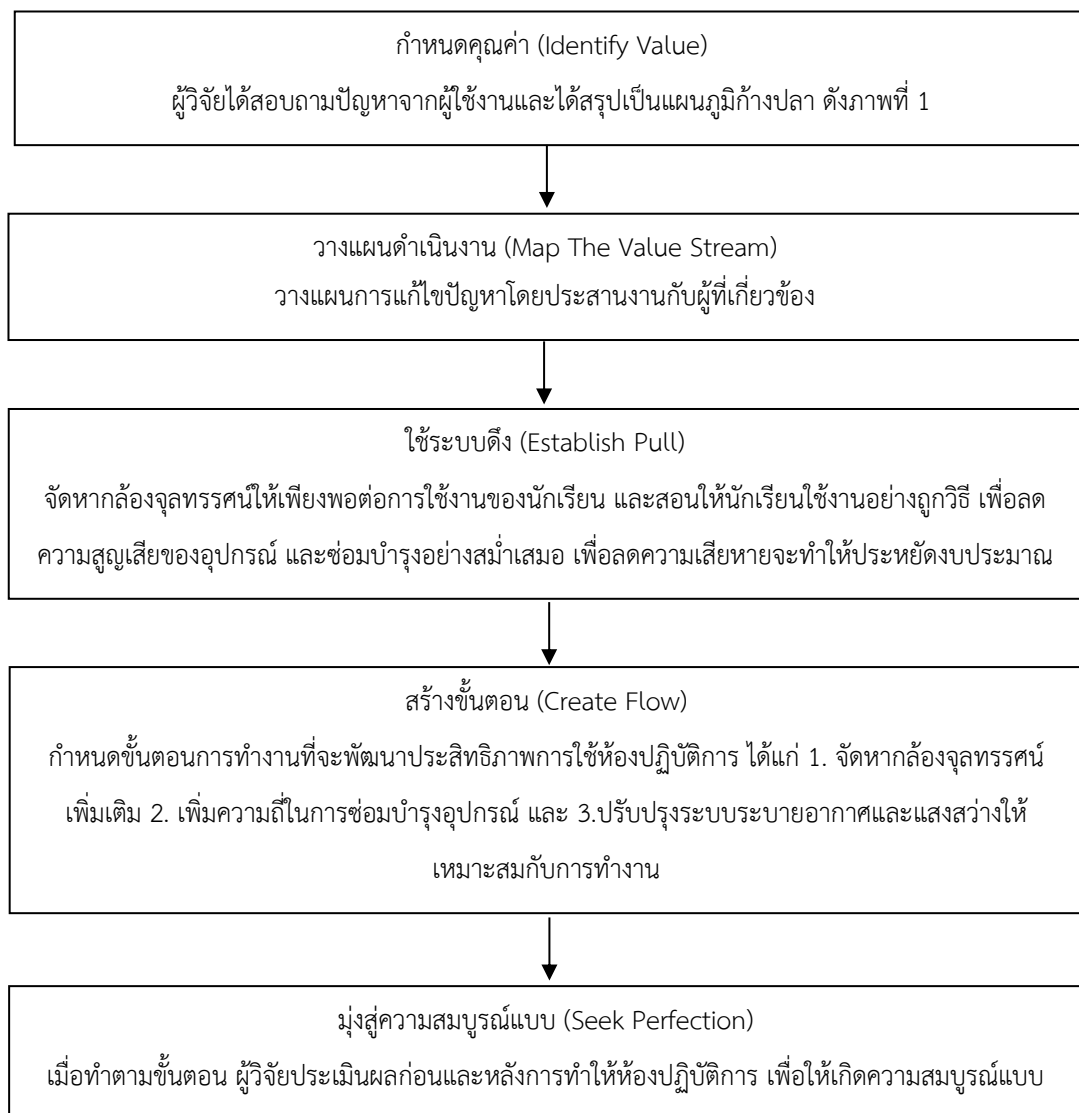 กำหนดคุณค่า (Identify Value)
ผู้วิจัยได้สอบถามปัญหาจากผู้ใช้งานและได้สรุปเป็นแผนภูมิก้างปลา ดังภาพที่ 1
วางแผนดำเนินงาน (Map The Value Stream)
วางแผนการแก้ไขปัญหาโดยประสานงานกับผู้ที่เกี่ยวข้อง
ใช้ระบบดึง (Establish Pull)
จัดหากล้องจุลทรรศน์ให้เพียงพอต่อการใช้งานของนักเรียน และสอนให้นักเรียนใช้งานอย่างถูกวิธี เพื่อลด
ความสูญเสียของอุปกรณ์ และซ่อมบำรุงอย่างสม่ำเสมอ เพื่อลดความเสียหายจะทำให้ประหยัดงบประมาณ
สร้างขั้นตอน (Create Flow)
กำหนดขั้นตอนการทำงานที่จะพัฒนาประสิทธิภาพการใช้ห้องปฏิบัติการ ได้แก่ 1. จัดหากล้องจุลทรรศน์
เพิ่มเติม 2. เพิ่มความถี่ในการซ่อมบำรุงอุปกรณ์ และ 3.ปรับปรุงระบบระบายอากาศและแสงสว่างให้
เหมาะสมกับการทำงาน
มุ่งสู่ความสมบูรณ์แบบ (Seek Perfection)
เมื่อทำตามขั้นตอน ผู้วิจัยประเมินผลก่อนและหลังการทำให้ห้องปฏิบัติการ เพื่อให้เกิดความสมบูรณ์แบบ